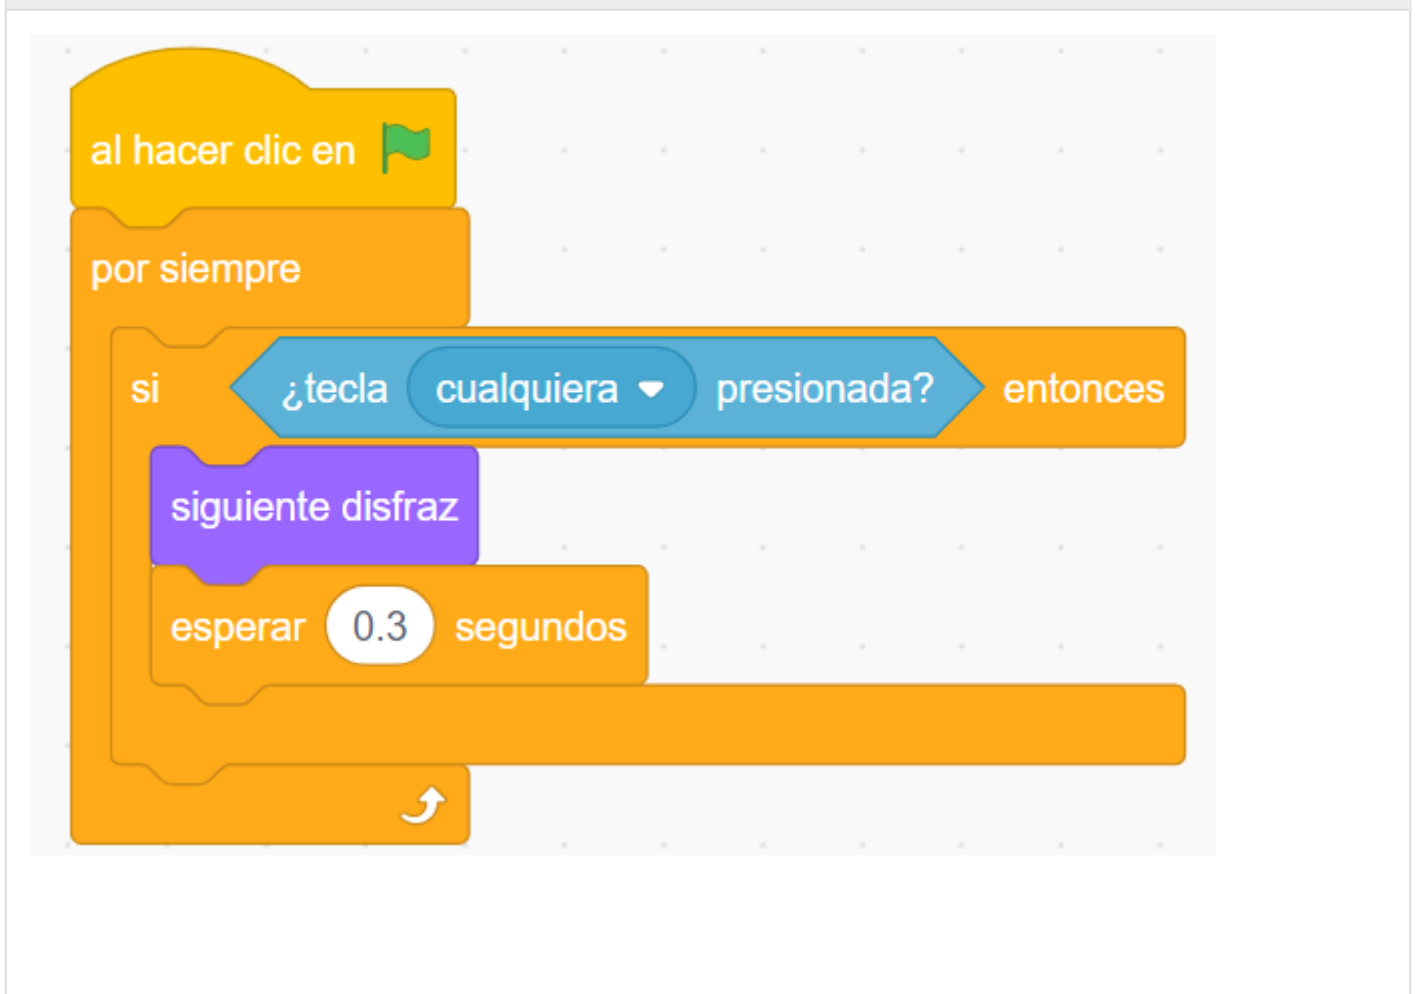 al hacer clic en
por siempre
si ¿tecla cualquiera presionada? entonces
siguiente disfraz
esperar 0.3 segundos